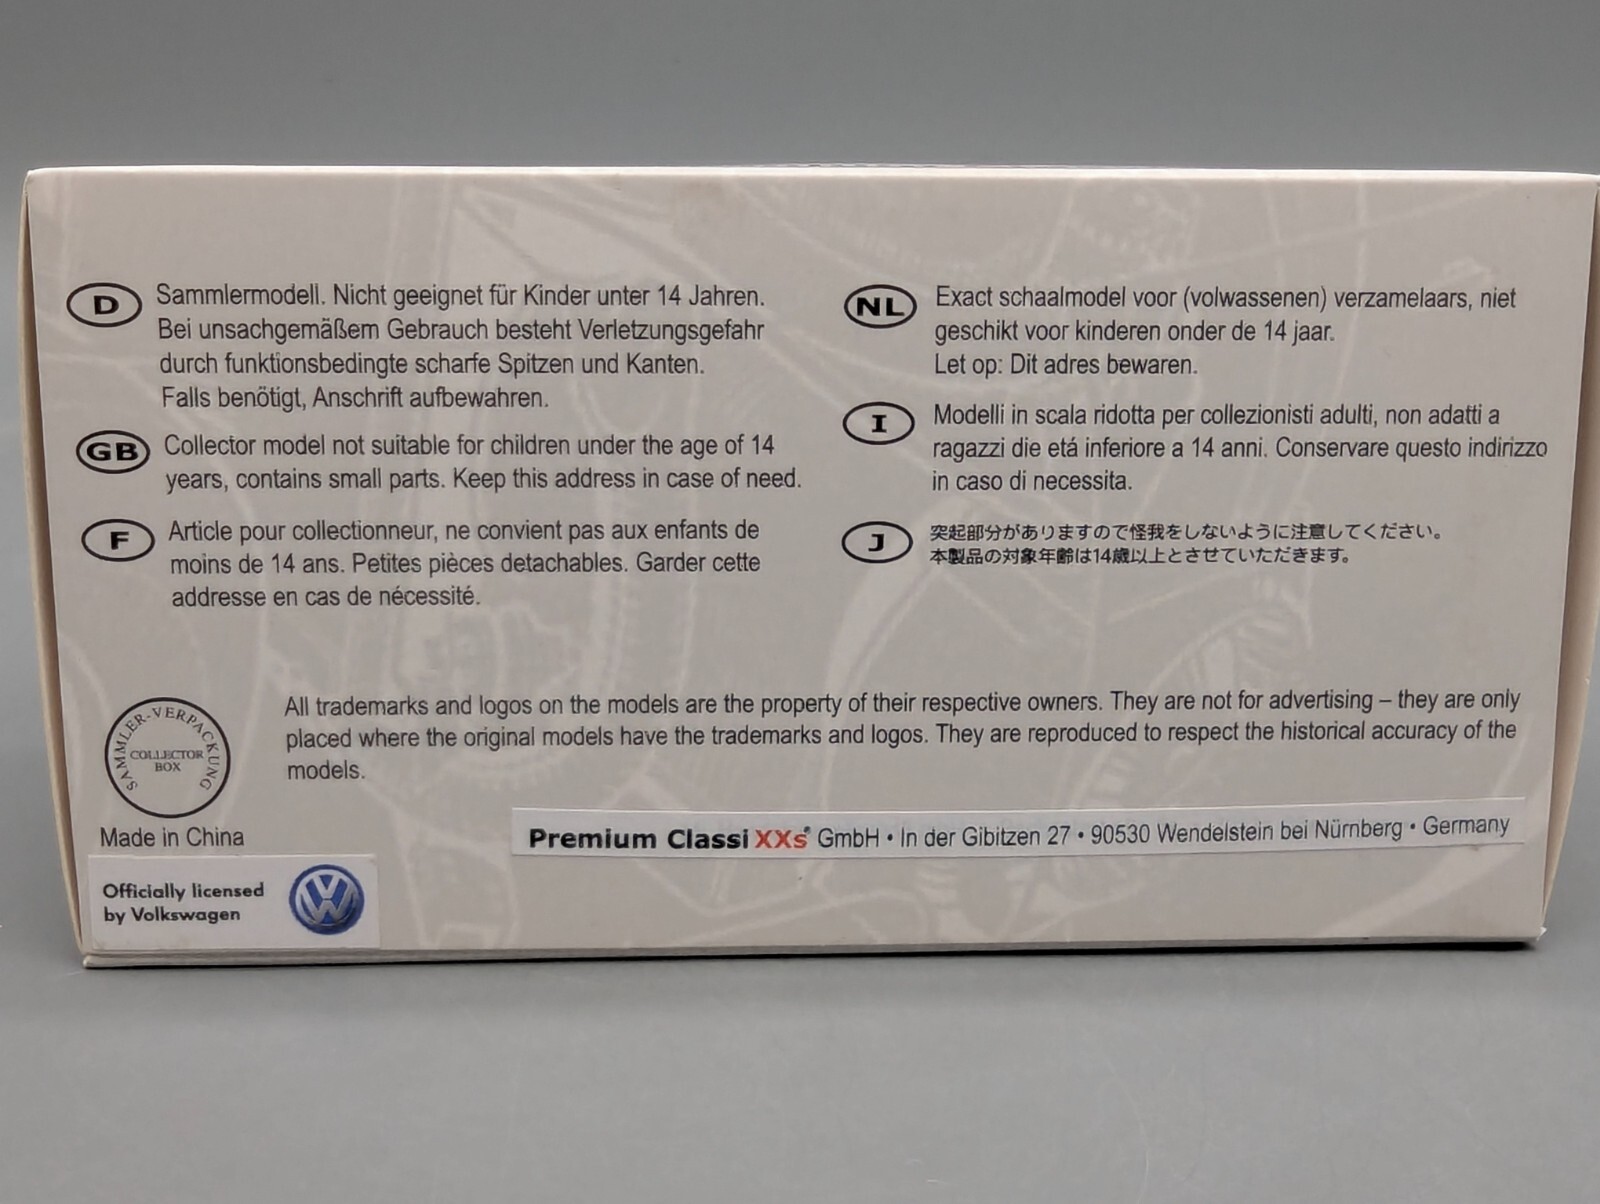 D
Sammlermodell. Nicht geeignet für Kinder unter 14 Jahren.
Bei unsachgemäßem Gebrauch besteht Verletzungsgefahr
durch funktionsbedingte scharfe Spitzen und Kanten.
Falls benötigt, Anschrift aufbewahren.
GB
Collector model not suitable for children under the age of 14
years, contains small parts. Keep this address in case of need.
F
Article pour collectionneur, ne convient pas aux enfants de
moins de 14 ans. Petites pièces detachables. Garder cette
addresse en cas de nécessité.
NL
Exact schaalmodel voor (volwassenen) verzamelaars, niet
geschikt voor kinderen onder de 14 jaar.
Let op: Dit adres bewaren.
I
Modelli in scala ridotta per collezionisti adulti, non adatti a
ragazzi die etá inferiore a 14 anni. Conservare questo indirizzo
in caso di necessita.
J
突起部分がありますので怪我をしないように注意してください。
本製品の対象年齢は14歳以上とさせていただきます。
SAMMLER-VERPACKUNG
COLLECTOR
BOX
All trademarks and logos on the models are the property of their respective owners. They are not for advertising – they are only
placed where the original models have the trademarks and logos. They are reproduced to respect the historical accuracy of the
models.
Made in China
Premium ClassiXXs® GmbH • In der Gibitzen 27 • 90530 Wendelstein bei Nürnberg • Germany
Officially licensed
by Volkswagen
VW